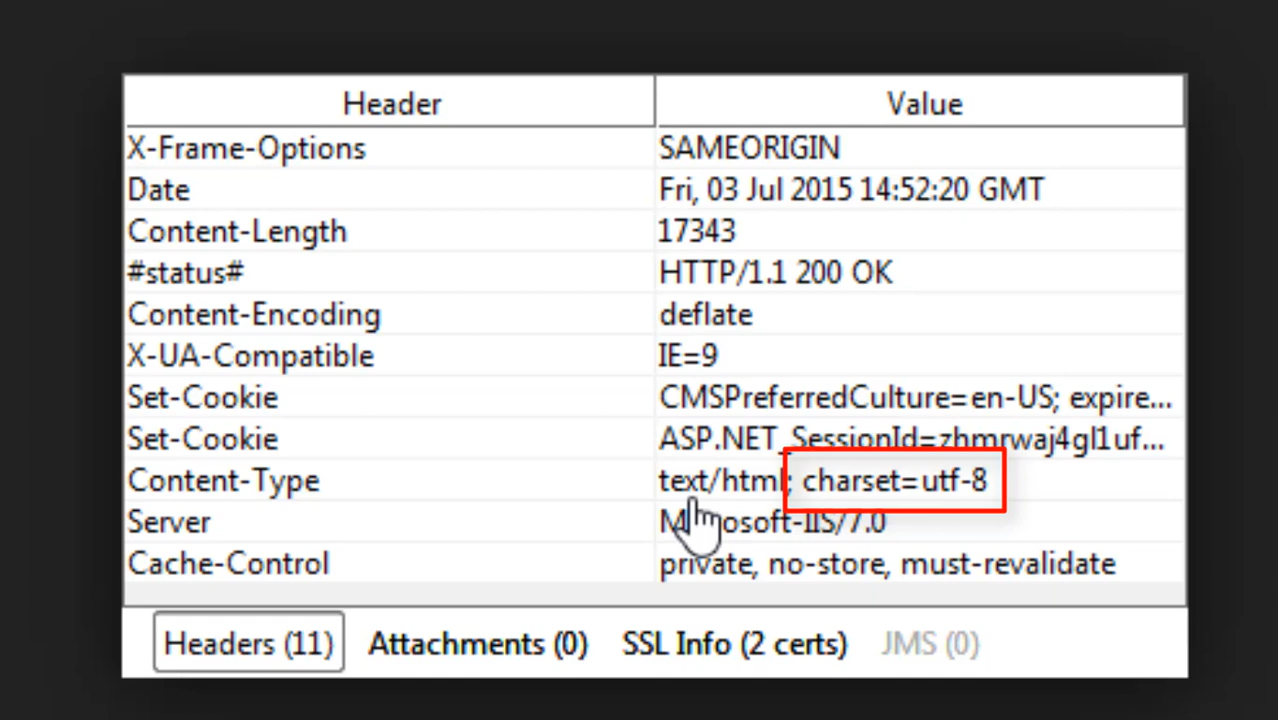 Header Value
X-Frame-Options SAMEORIGIN
Date Fri, 03 Jul 2015 14:52:20 GMT
Content-Length 17343
#status# HTTP/1.1 200 OK
Content-Encoding deflate
X-UA-Compatible IE=9
Set-Cookie CMSPreferredCulture=en-US; expire...
Set-Cookie ASP.NET_SessionId=zhmrwaj4gl1uf...
Content-Type text/html; charset=utf-8
Server Microsoft-IIS/7.0
Cache-Control private, no-store, must-revalidate
Headers (11) Attachments (0) SSL Info (2 certs) JMS (0)